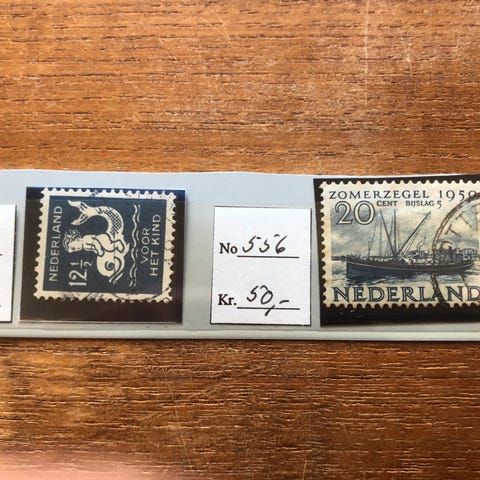 NEDERLAND
12½
VOOR
HET KIND
No 556
Kr. 50,-
ZOMERZEGEL 1950
20 CENT BIJSLAG 5
NEDERLAND